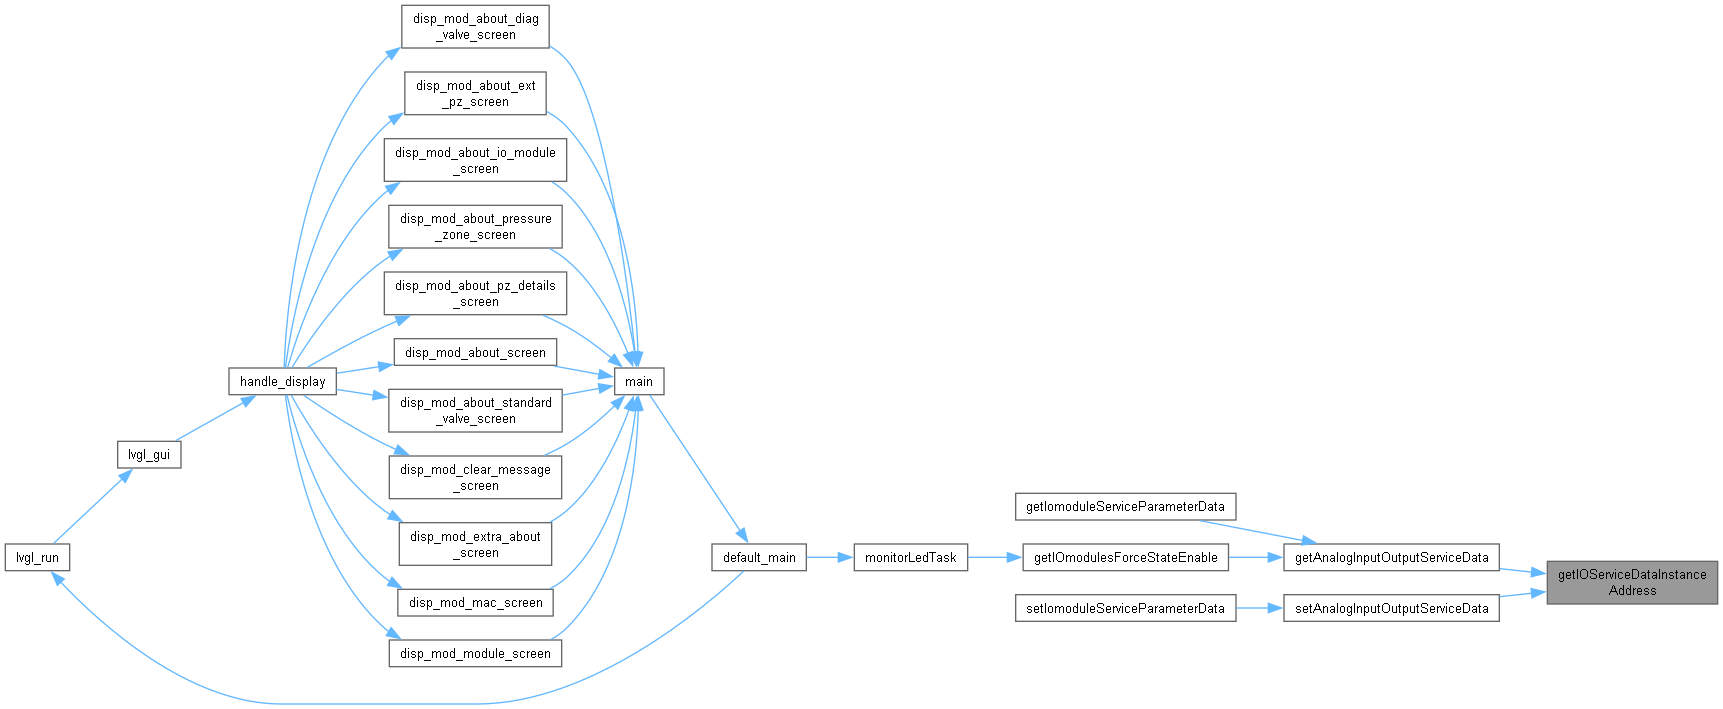 disp_mod_about_diag
_valve_screen
disp_mod_about_ext
_pz_screen
disp_mod_about_io_module
_screen
disp_mod_about_pressure
_zone_screen
disp_mod_about_pz_details
_screen
disp_mod_about_screen
handle_display
main
disp_mod_about_standard
_valve_screen
lvgl_gui
disp_mod_clear_message
_screen
getIomoduleServiceParameterData
disp_mod_extra_about
_screen
lvgl_run
default_main
monitorLedTask
getIOmodulesForceStateEnable
getAnalogInputOutputServiceData
getIOServiceDataInstance
Address
disp_mod_mac_screen
setIomoduleServiceParameterData
setAnalogInputOutputServiceData
disp_mod_module_screen